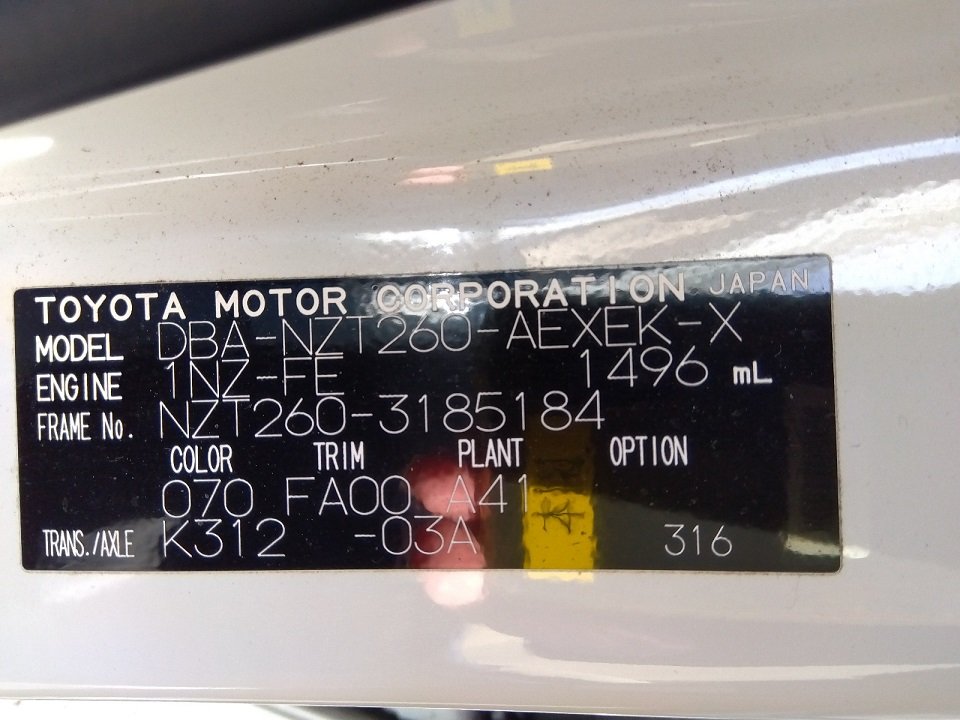 TOYOTA MOTOR CORPORATION JAPAN
MODEL DBA-NZT260-AEXEK-X
ENGINE 1NZ-FE 1496 mL
FRAME No. NZT260-3185184
COLOR TRIM PLANT OPTION
070 FA00 A41
TRANS./AXLE K312 -03A 316